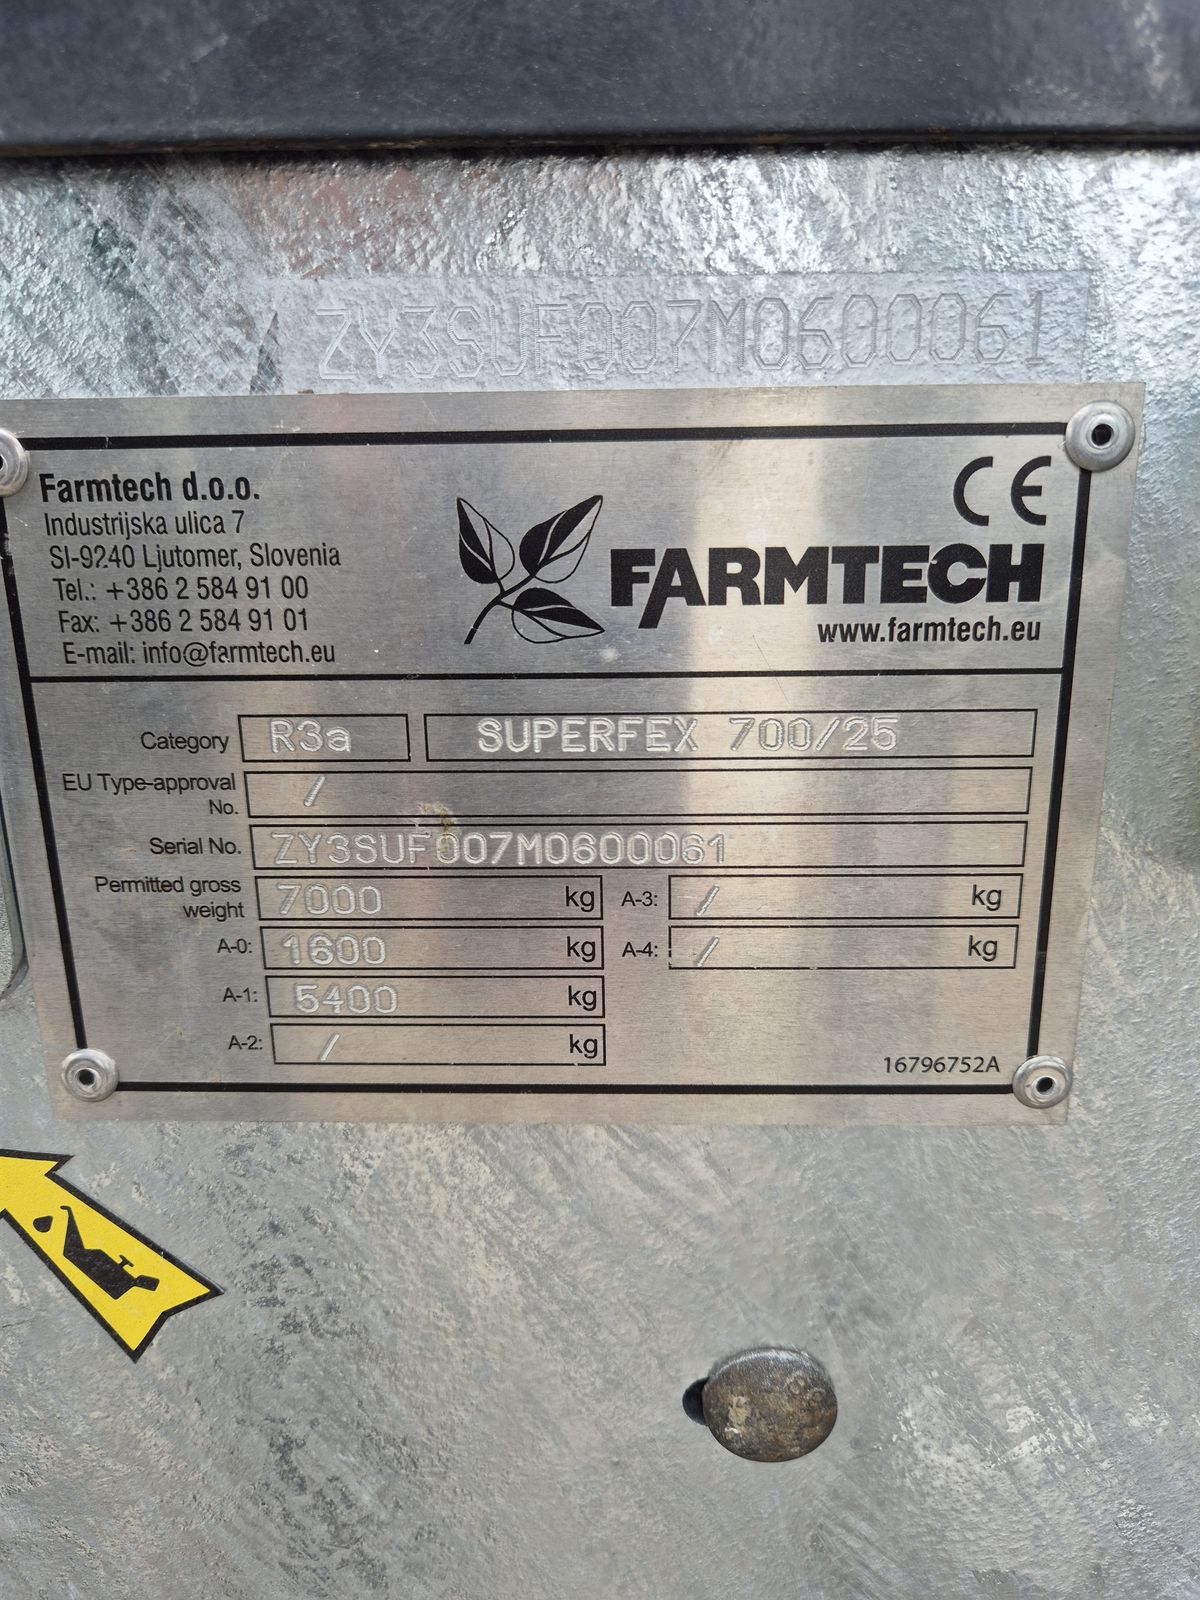 ZY3SUF007M0600061
Farmtech d.o.o.
Industrijska ulica 7
SI-9240 Ljutomer, Slovenia
Tel.: +386 2 584 91 00
Fax: +386 2 584 91 01
E-mail: info@farmtech.eu
CE
FARMTECH
www.farmtech.eu
Category R3a SUPERFEX 700/25
EU Type-approval No. /
Serial No. ZY3SUF007M0600061
Permitted gross weight 7000 kg A-3: / kg
A-0: 1600 kg A-4: / kg
A-1: 5400 kg
A-2: / kg
16796752A